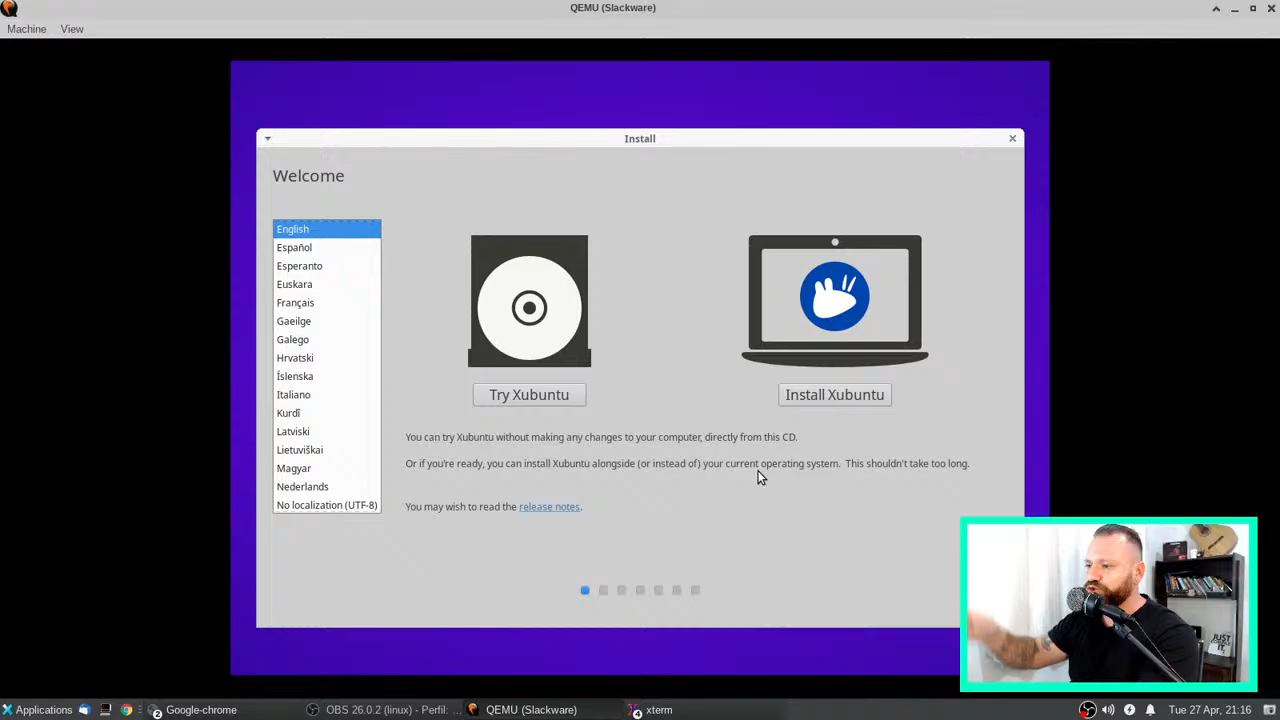 QEMU (Slackware)
Machine
View
Install
Welcome
English
Español
Esperanto
Euskara
Français
Gaeilge
Galego
Hrvatski
Íslenska
Italiano
Kurdî
Latviski
Lietuviškai
Magyar
Nederlands
No localization (UTF-8)
Try Xubuntu
Install Xubuntu
You can try Xubuntu without making any changes to your computer, directly from this CD.
Or if you're ready, you can install Xubuntu alongside (or instead of) your current operating system. This shouldn't take too long.
You may wish to read the release notes.
JUST
IT.
Applications
2
Google-chrome
OBS 26.0.2 (linux) - Perfil: ...
QEMU (Slackware)
4
xterm
Tue 27 Apr, 21:16